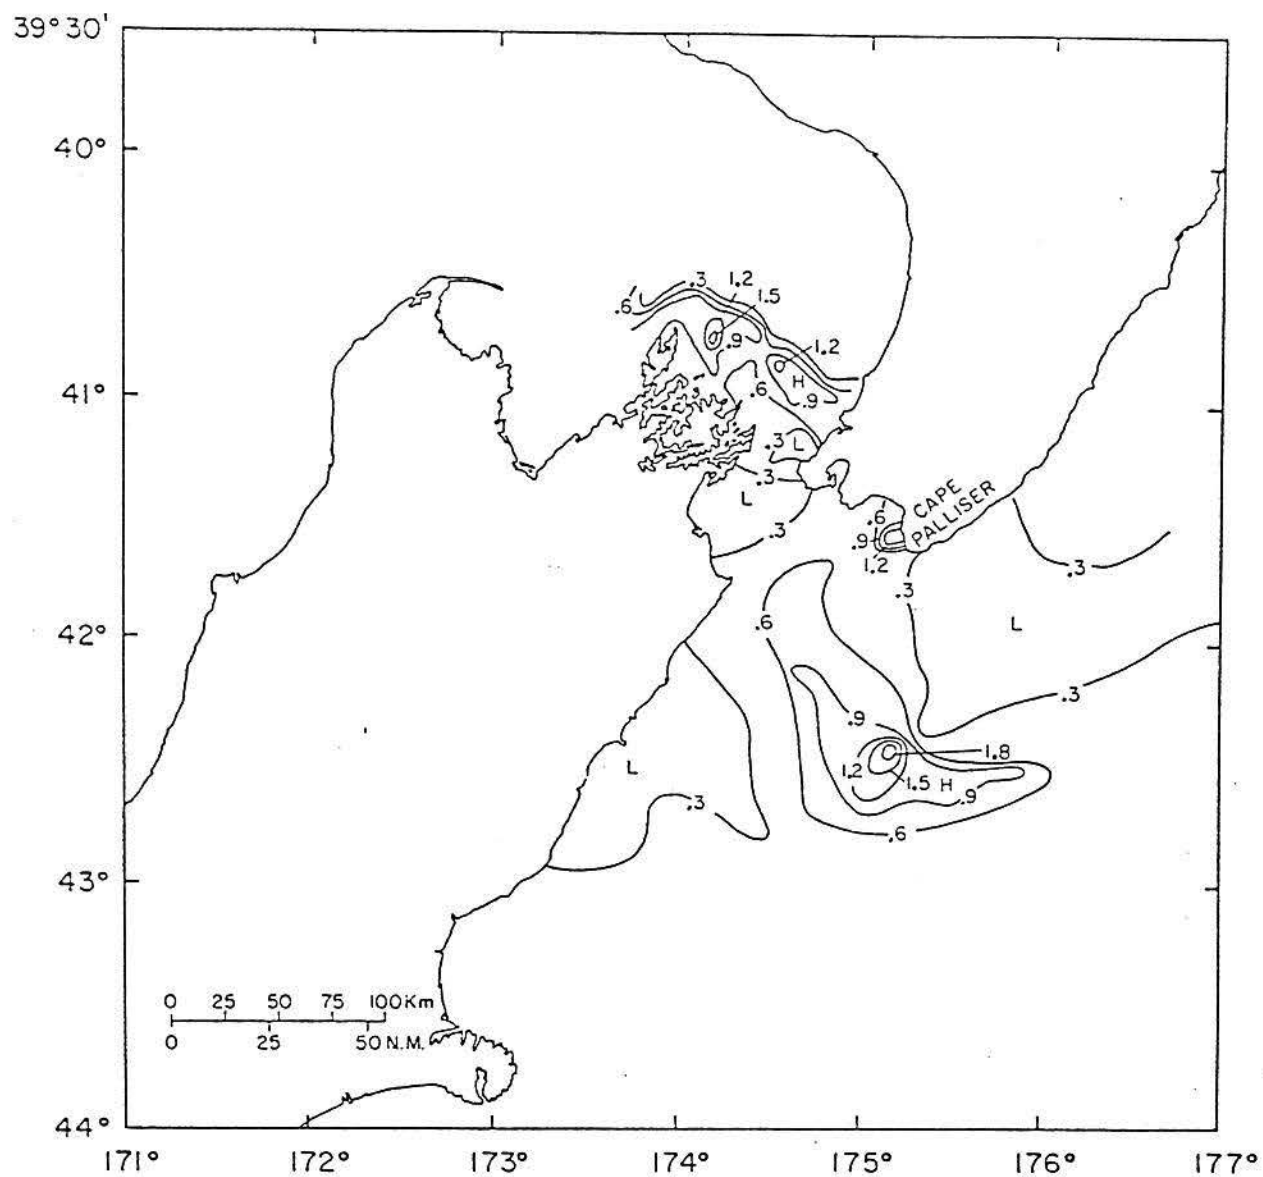 39°30'
40°
41°
42°
43°
44°
171° 172° 173° 174° 175° 176° 177°
.3 1.2
.6 1.5
.9 1.2
H
.6 .9
.3 L
.3
L
.3
CAPE
PALLISER
.6
.9
1.2
.3 .3
.6 L
.3
.9
1.8
L 1.2 1.5 H
.3 .9
.6
0 25 50 75 100Km
0 25 50 N.M.